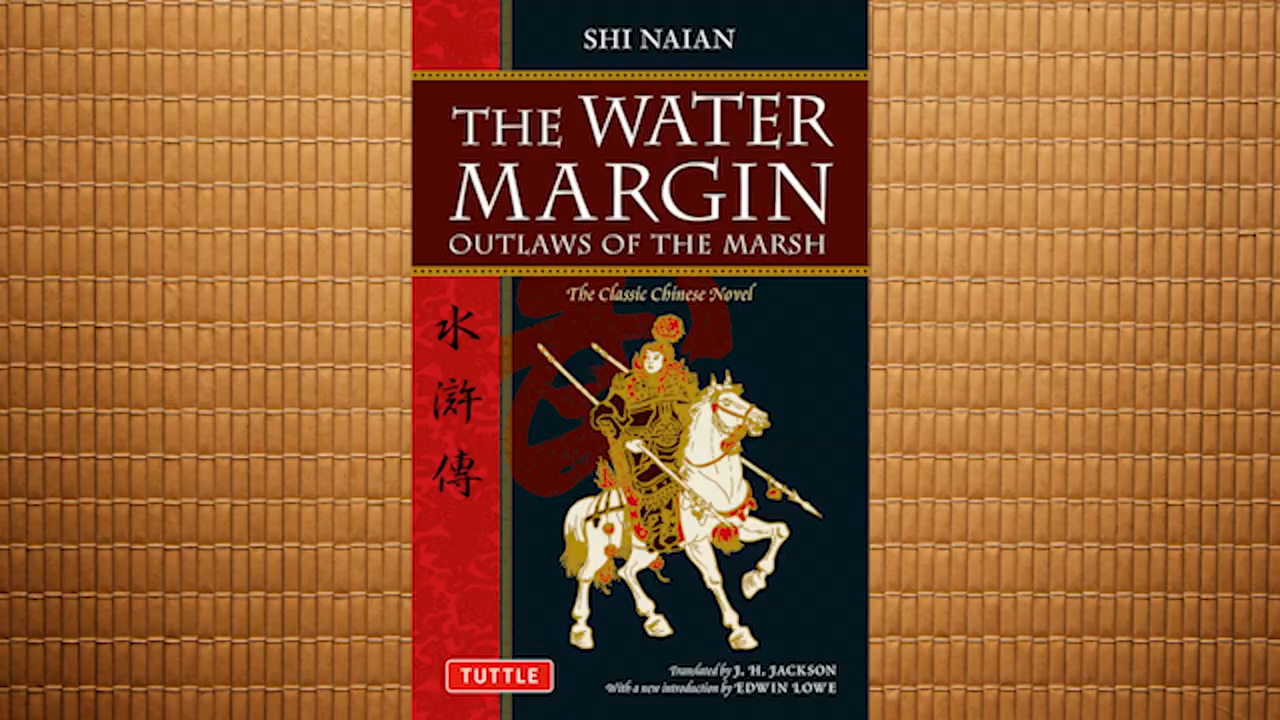 SHI NAIAN
THE WATER
MARGIN
OUTLAWS OF THE MARSH
The Classic Chinese Novel
水
滸
傳
TUTTLE
Translated by J. H. JACKSON
With a new introduction by EDWIN LOWE